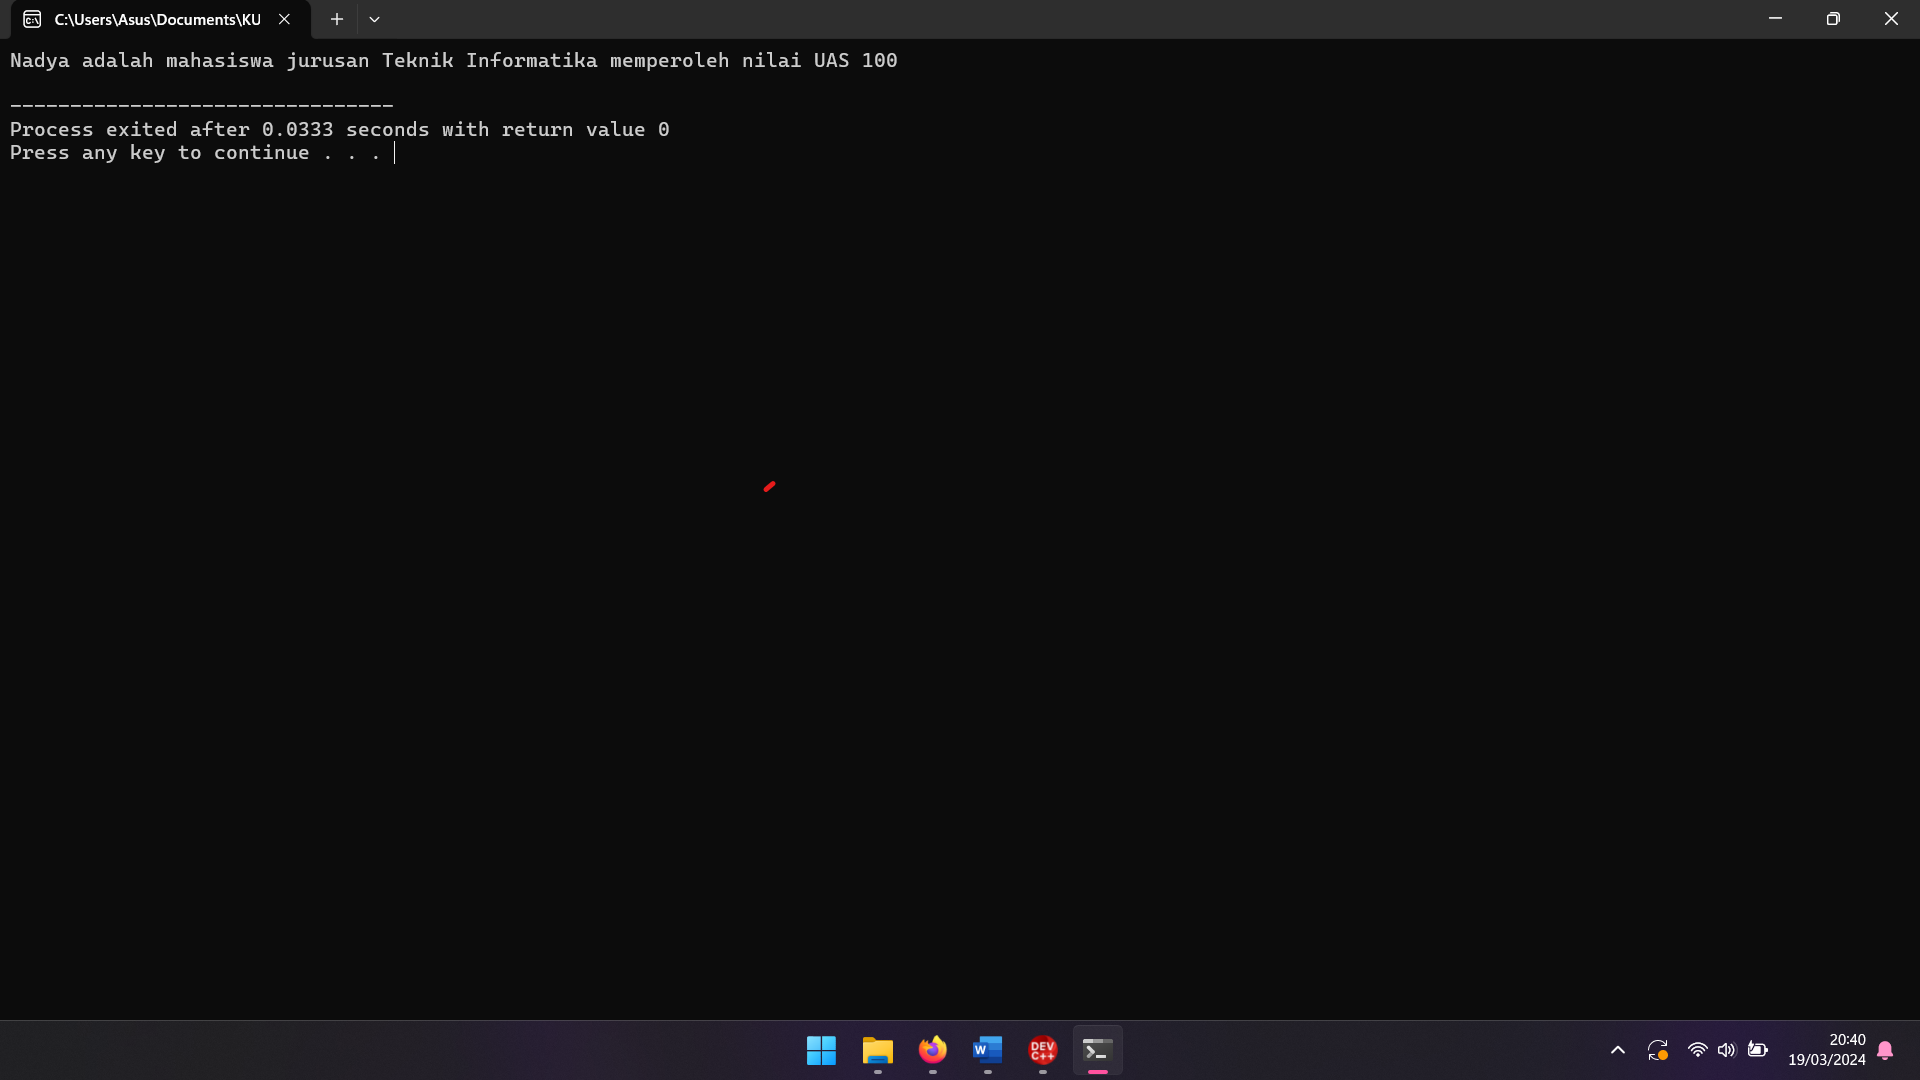 C:\Users\Asus\Documents\KU
Nadya adalah mahasiswa jurusan Teknik Informatika memperoleh nilai UAS 100
--------------------------------
Process exited after 0.0333 seconds with return value 0
Press any key to continue . . .
W
DEV
C++
20:40
19/03/2024